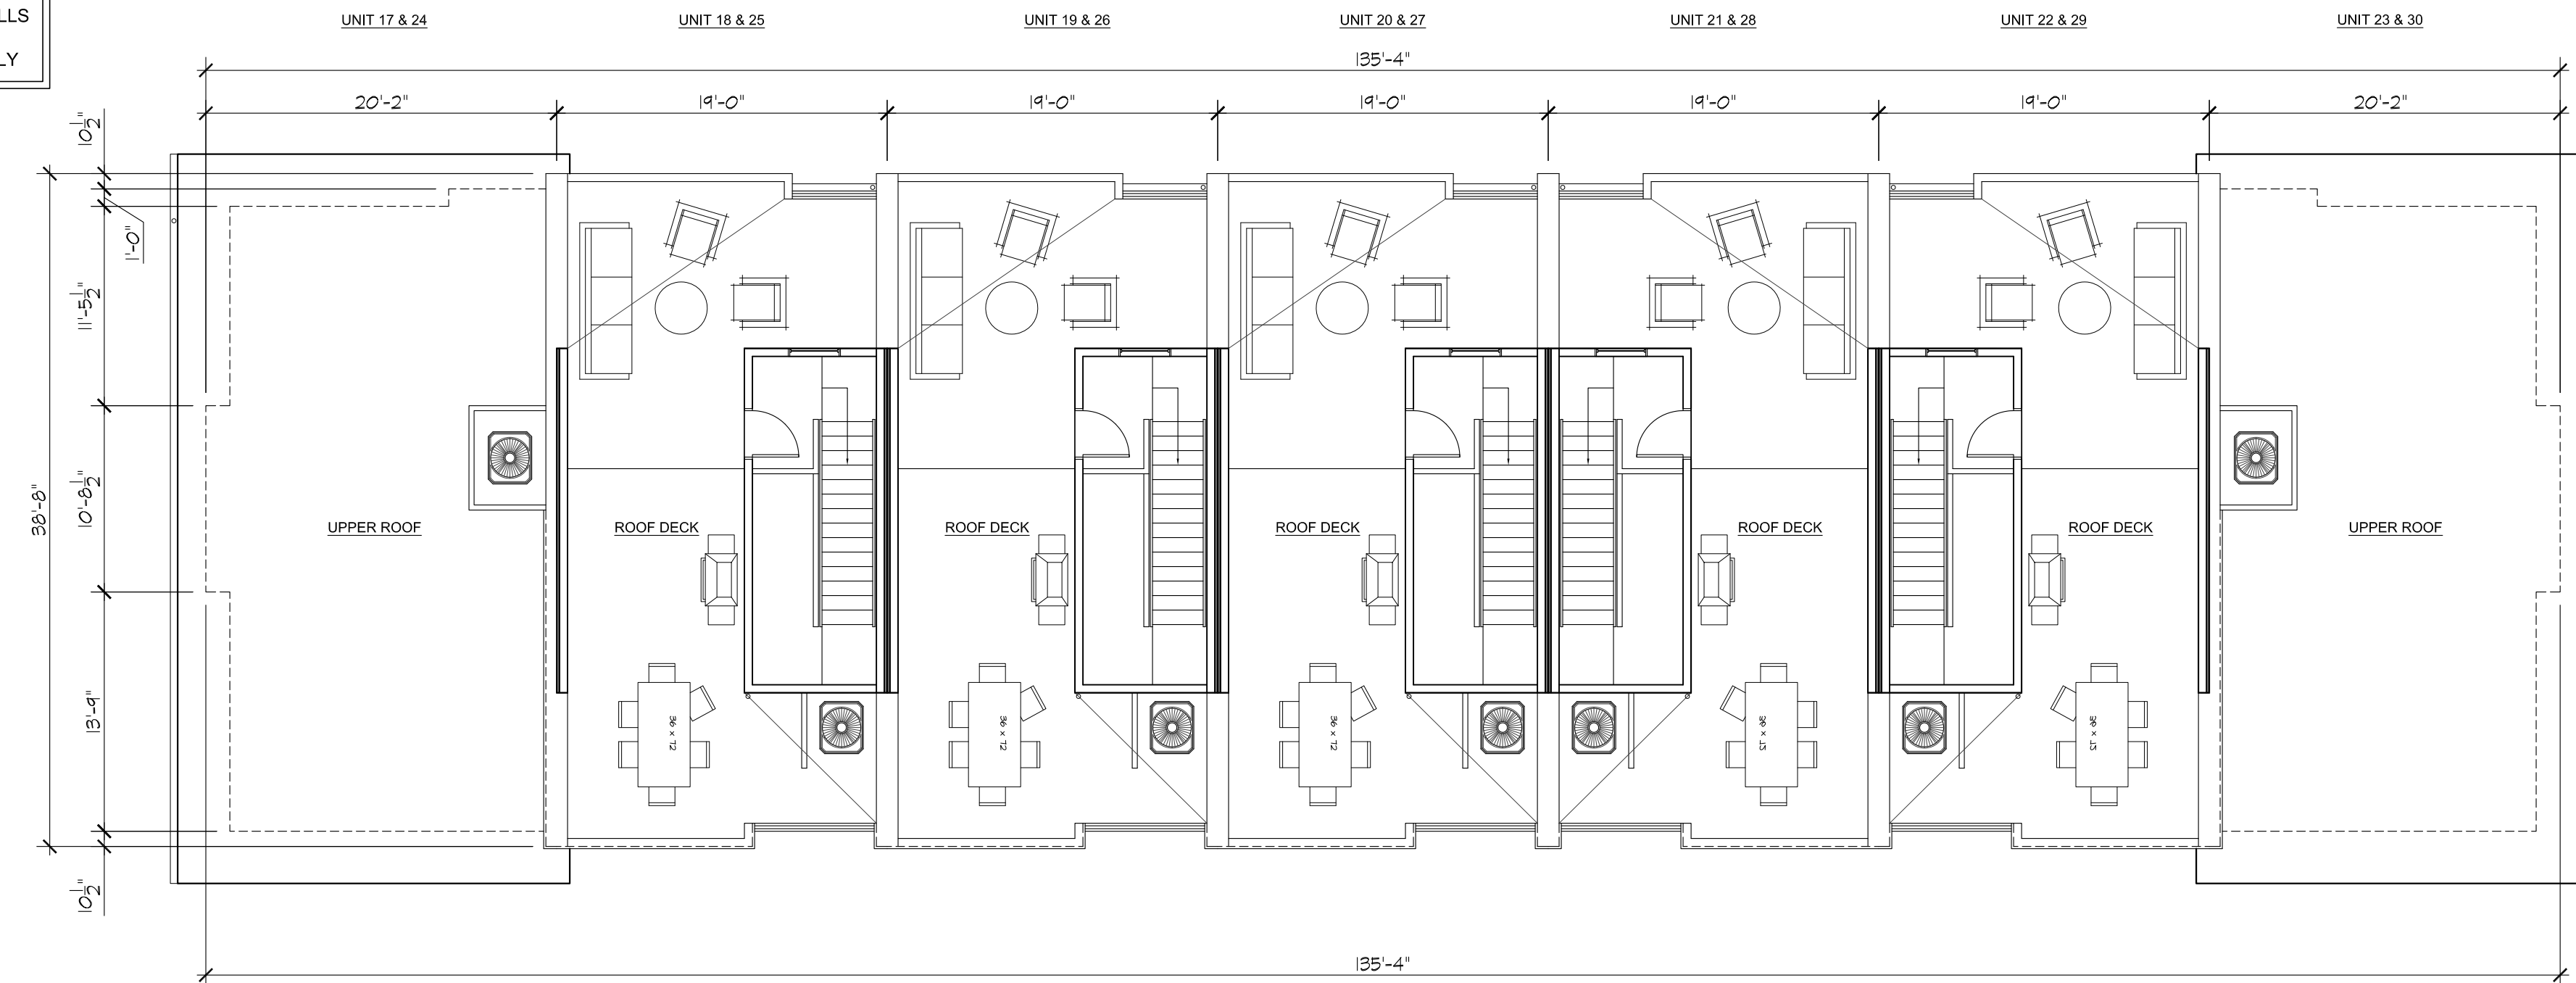 LLS
LY
UNIT 17 & 24
UNIT 18 & 25
UNIT 19 & 26
UNIT 20 & 27
UNIT 21 & 28
UNIT 22 & 29
UNIT 23 & 30
135'-4"
20'-2"
19'-0"
19'-0"
19'-0"
19'-0"
19'-0"
20'-2"
10 1/2"
1'-0"
11'-5 1/2"
10'-8 1/2"
38'-8"
13'-9"
10 1/2"
UPPER ROOF
ROOF DECK
ROOF DECK
ROOF DECK
ROOF DECK
ROOF DECK
UPPER ROOF
36 x 72
36 x 72
36 x 72
36 x 72
36 x 72
135'-4"